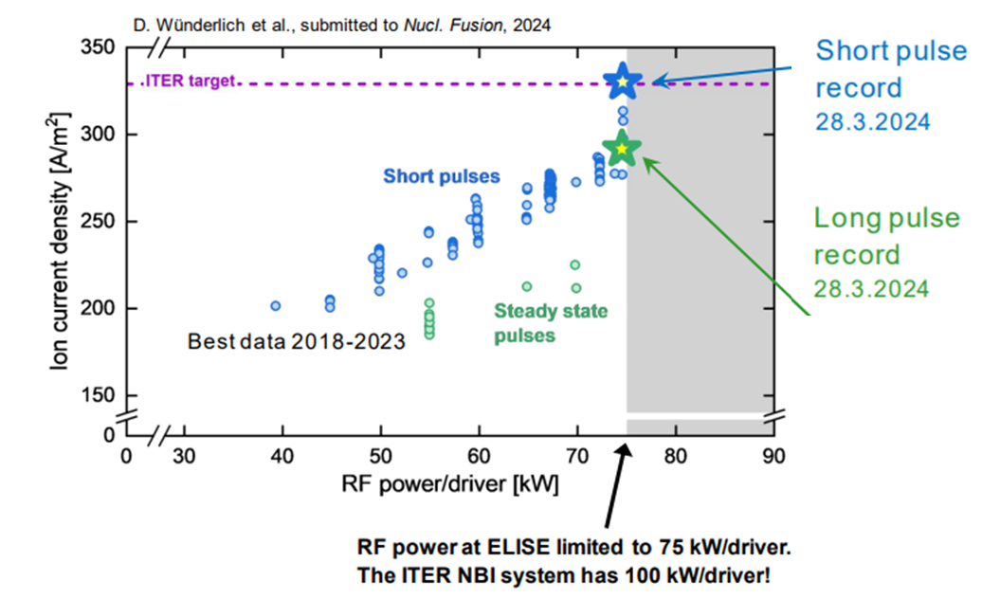 D. Wünderlich et al., submitted to Nucl. Fusion, 2024
350
300
250
200
150
0
Ion current density [A/m²]
ITER target
Short pulses
Steady state
pulses
Best data 2018-2023
0 30 40 50 60 70 80 90
RF power/driver [kW]
Short pulse
record
28.3.2024
Long pulse
record
28.3.2024
RF power at ELISE limited to 75 kW/driver.
The ITER NBI system has 100 kW/driver!